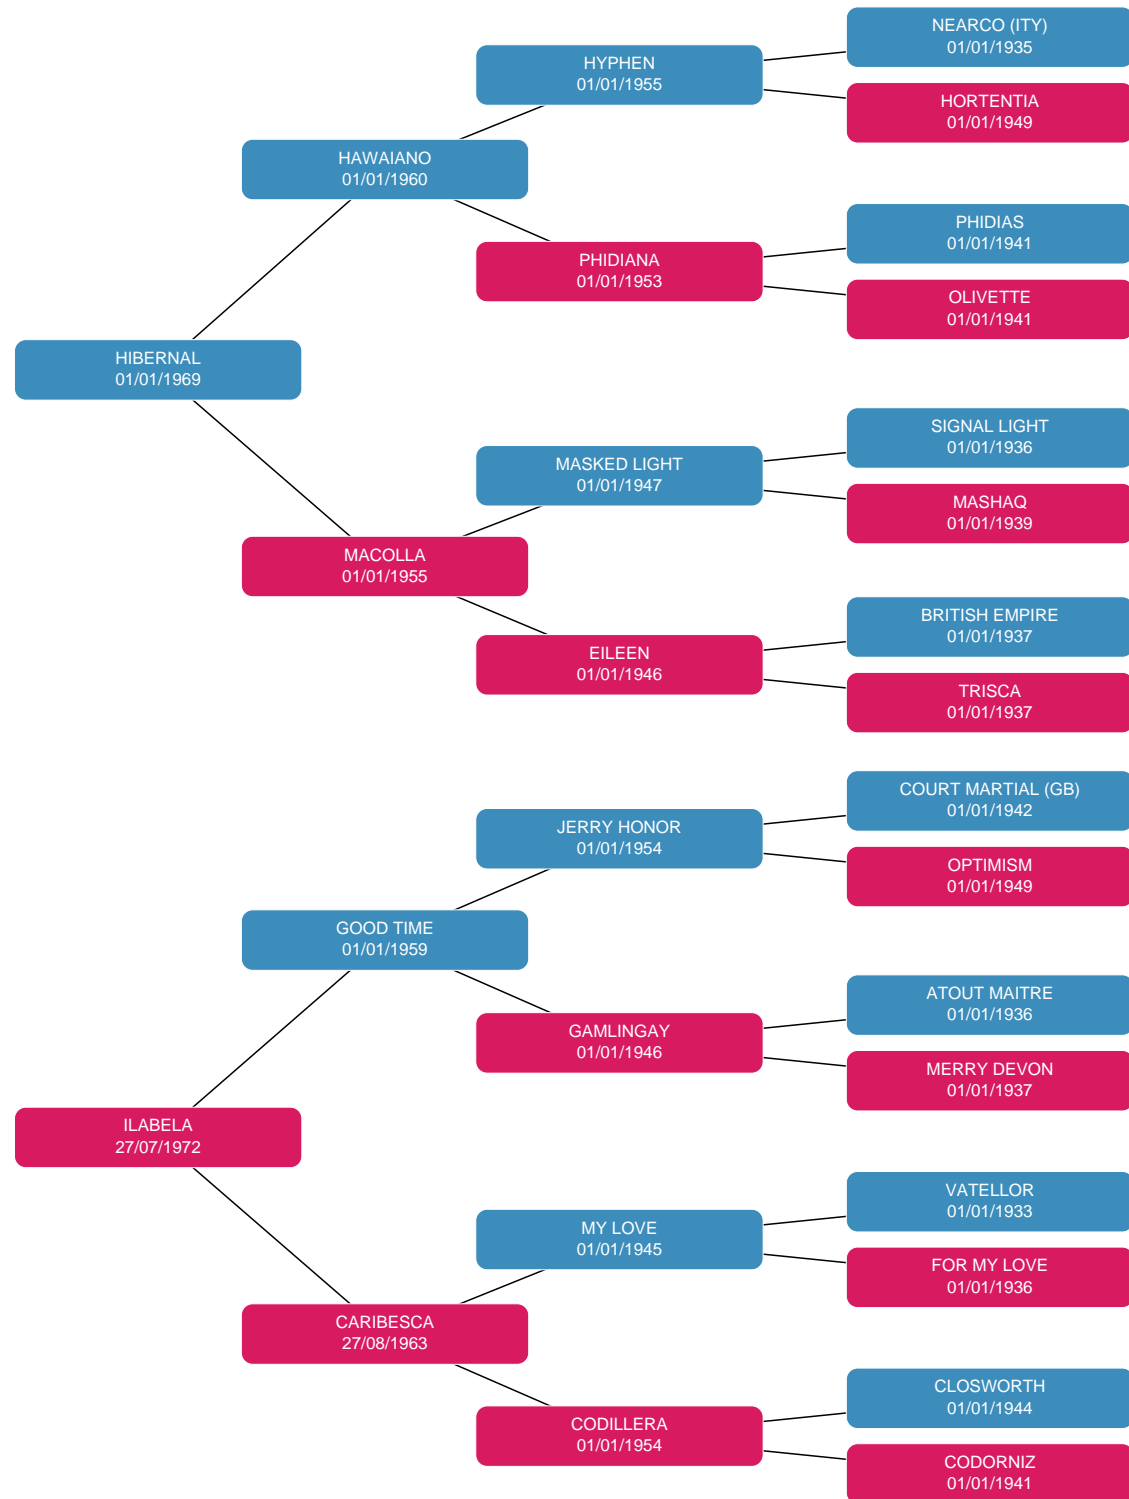 NEARCO (ITY)
01/01/1935
HYPHEN
01/01/1955
HORTENTIA
01/01/1949
HAWAIANO
01/01/1960
PHIDIAS
01/01/1941
PHIDIANA
01/01/1953
OLIVETTE
01/01/1941
HIBERNAL
01/01/1969
SIGNAL LIGHT
01/01/1936
MASKED LIGHT
01/01/1947
MASHAQ
01/01/1939
MACOLLA
01/01/1955
BRITISH EMPIRE
01/01/1937
EILEEN
01/01/1946
TRISCA
01/01/1937
COURT MARTIAL (GB)
01/01/1942
JERRY HONOR
01/01/1954
OPTIMISM
01/01/1949
GOOD TIME
01/01/1959
ATOUT MAITRE
01/01/1936
GAMLINGAY
01/01/1946
MERRY DEVON
01/01/1937
ILABELA
27/07/1972
VATELLOR
01/01/1933
MY LOVE
01/01/1945
FOR MY LOVE
01/01/1936
CARIBESCA
27/08/1963
CLOSWORTH
01/01/1944
CODILLERA
01/01/1954
CODORNIZ
01/01/1941